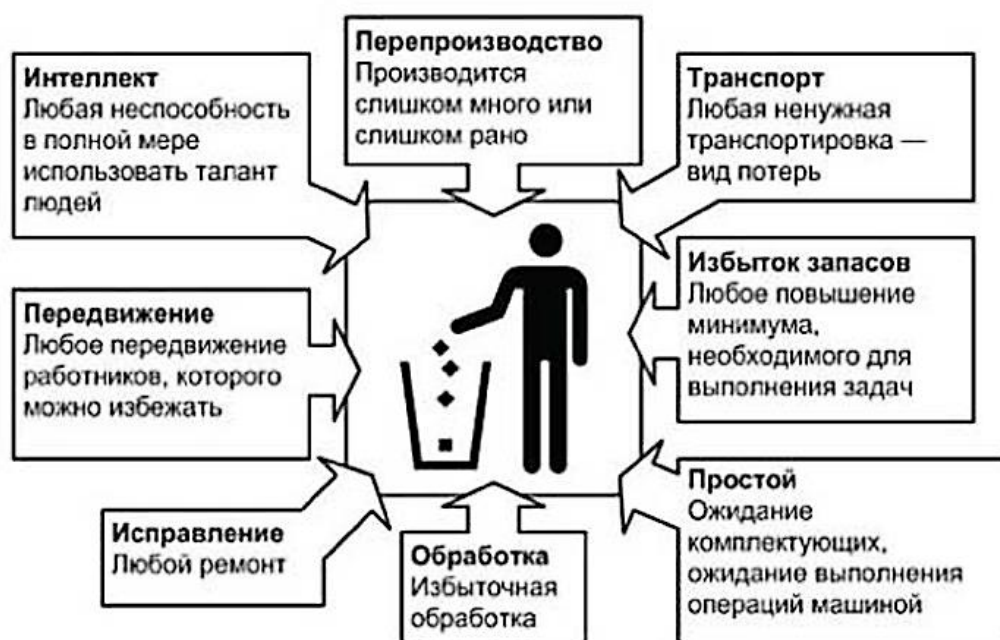 Перепроизводство
Производится
слишком много или
слишком рано
Интеллект
Любая неспособность
в полной мере
использовать талант
людей
Транспорт
Любая ненужная
транспортировка —
вид потерь
Передвижение
Любое передвижение
работников, которого
можно избежать
Избыток запасов
Любое повышение
минимума,
необходимого для
выполнения задач
Исправление
Любой ремонт
Обработка
Избыточная
обработка
Простой
Ожидание
комплектующих,
ожидание выполнения
операций машиной